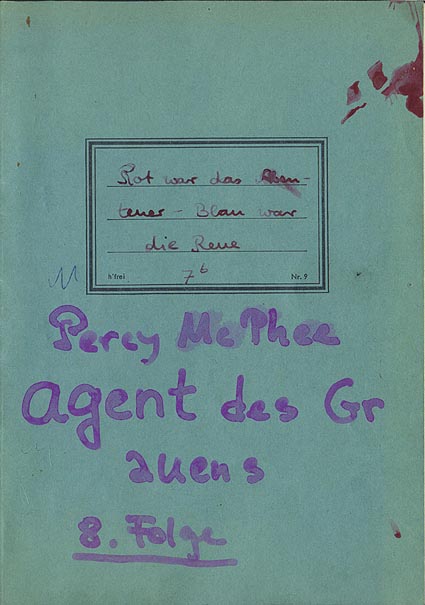 Rot war das Aben-
teuer – Blau war
die Reue
7b
h'frei Nr. 9
Percy McPhee
Agent des Gr
auens
8. Folge